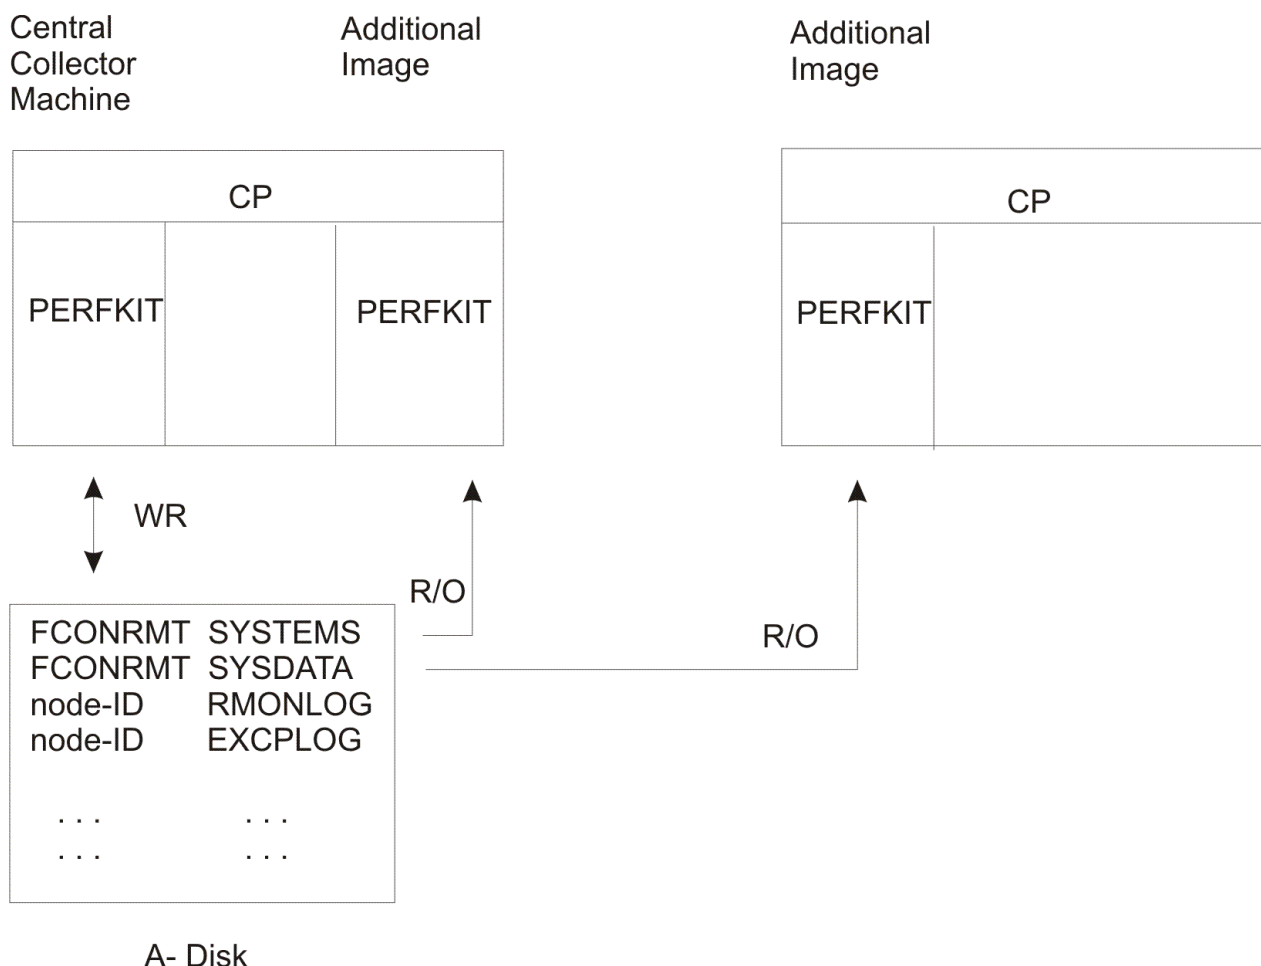 Central
Collector
Machine
Additional
Image
Additional
Image
CP
CP
PERFKIT
PERFKIT
PERFKIT
WR
R/O
R/O
FCONRMT SYSTEMS
FCONRMT SYSDATA
node-ID RMONLOG
node-ID EXCPLOG
. . . . . .
. . . . . .
A- Disk